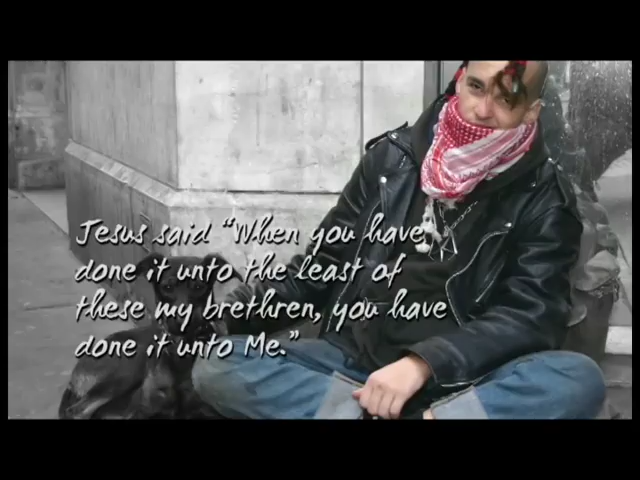 Jesus said "When you have
done it unto the least of
these my brethren, you have
done it unto Me."